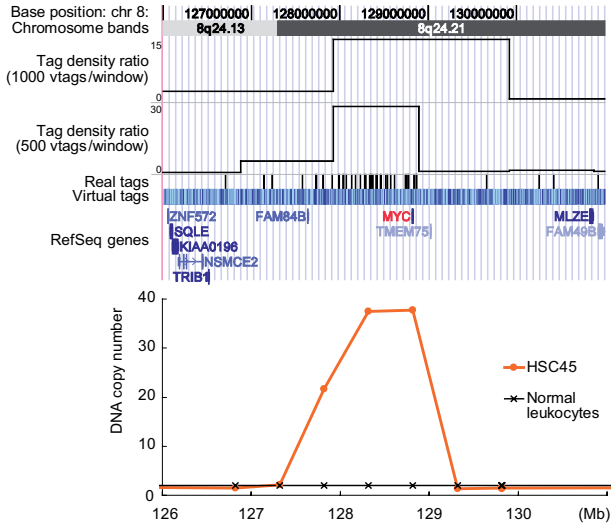 Base position: chr 8: 127000000 128000000 129000000 130000000
Chromosome bands 8q24.13 8q24.21
15
Tag density ratio
(1000 vtags/window)
0
30
Tag density ratio
(500 vtags/window)
0
Real tags
Virtual tags
ZNF572 FAM84B MYC MLZE
SQLE TMEM75 FAM49B
RefSeq genes
KIAA0196
NSMCE2
TRIB1
40
30
20
10
0
DNA copy number
HSC45
Normal
leukocytes
126 127 128 129 130 (Mb)